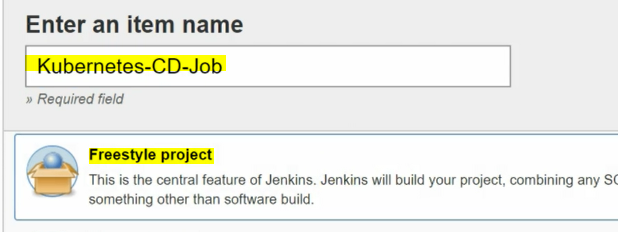 Enter an item name
Kubernetes-CD-Job
» Required field
Freestyle project
This is the central feature of Jenkins. Jenkins will build your project, combining any SC
something other than software build.